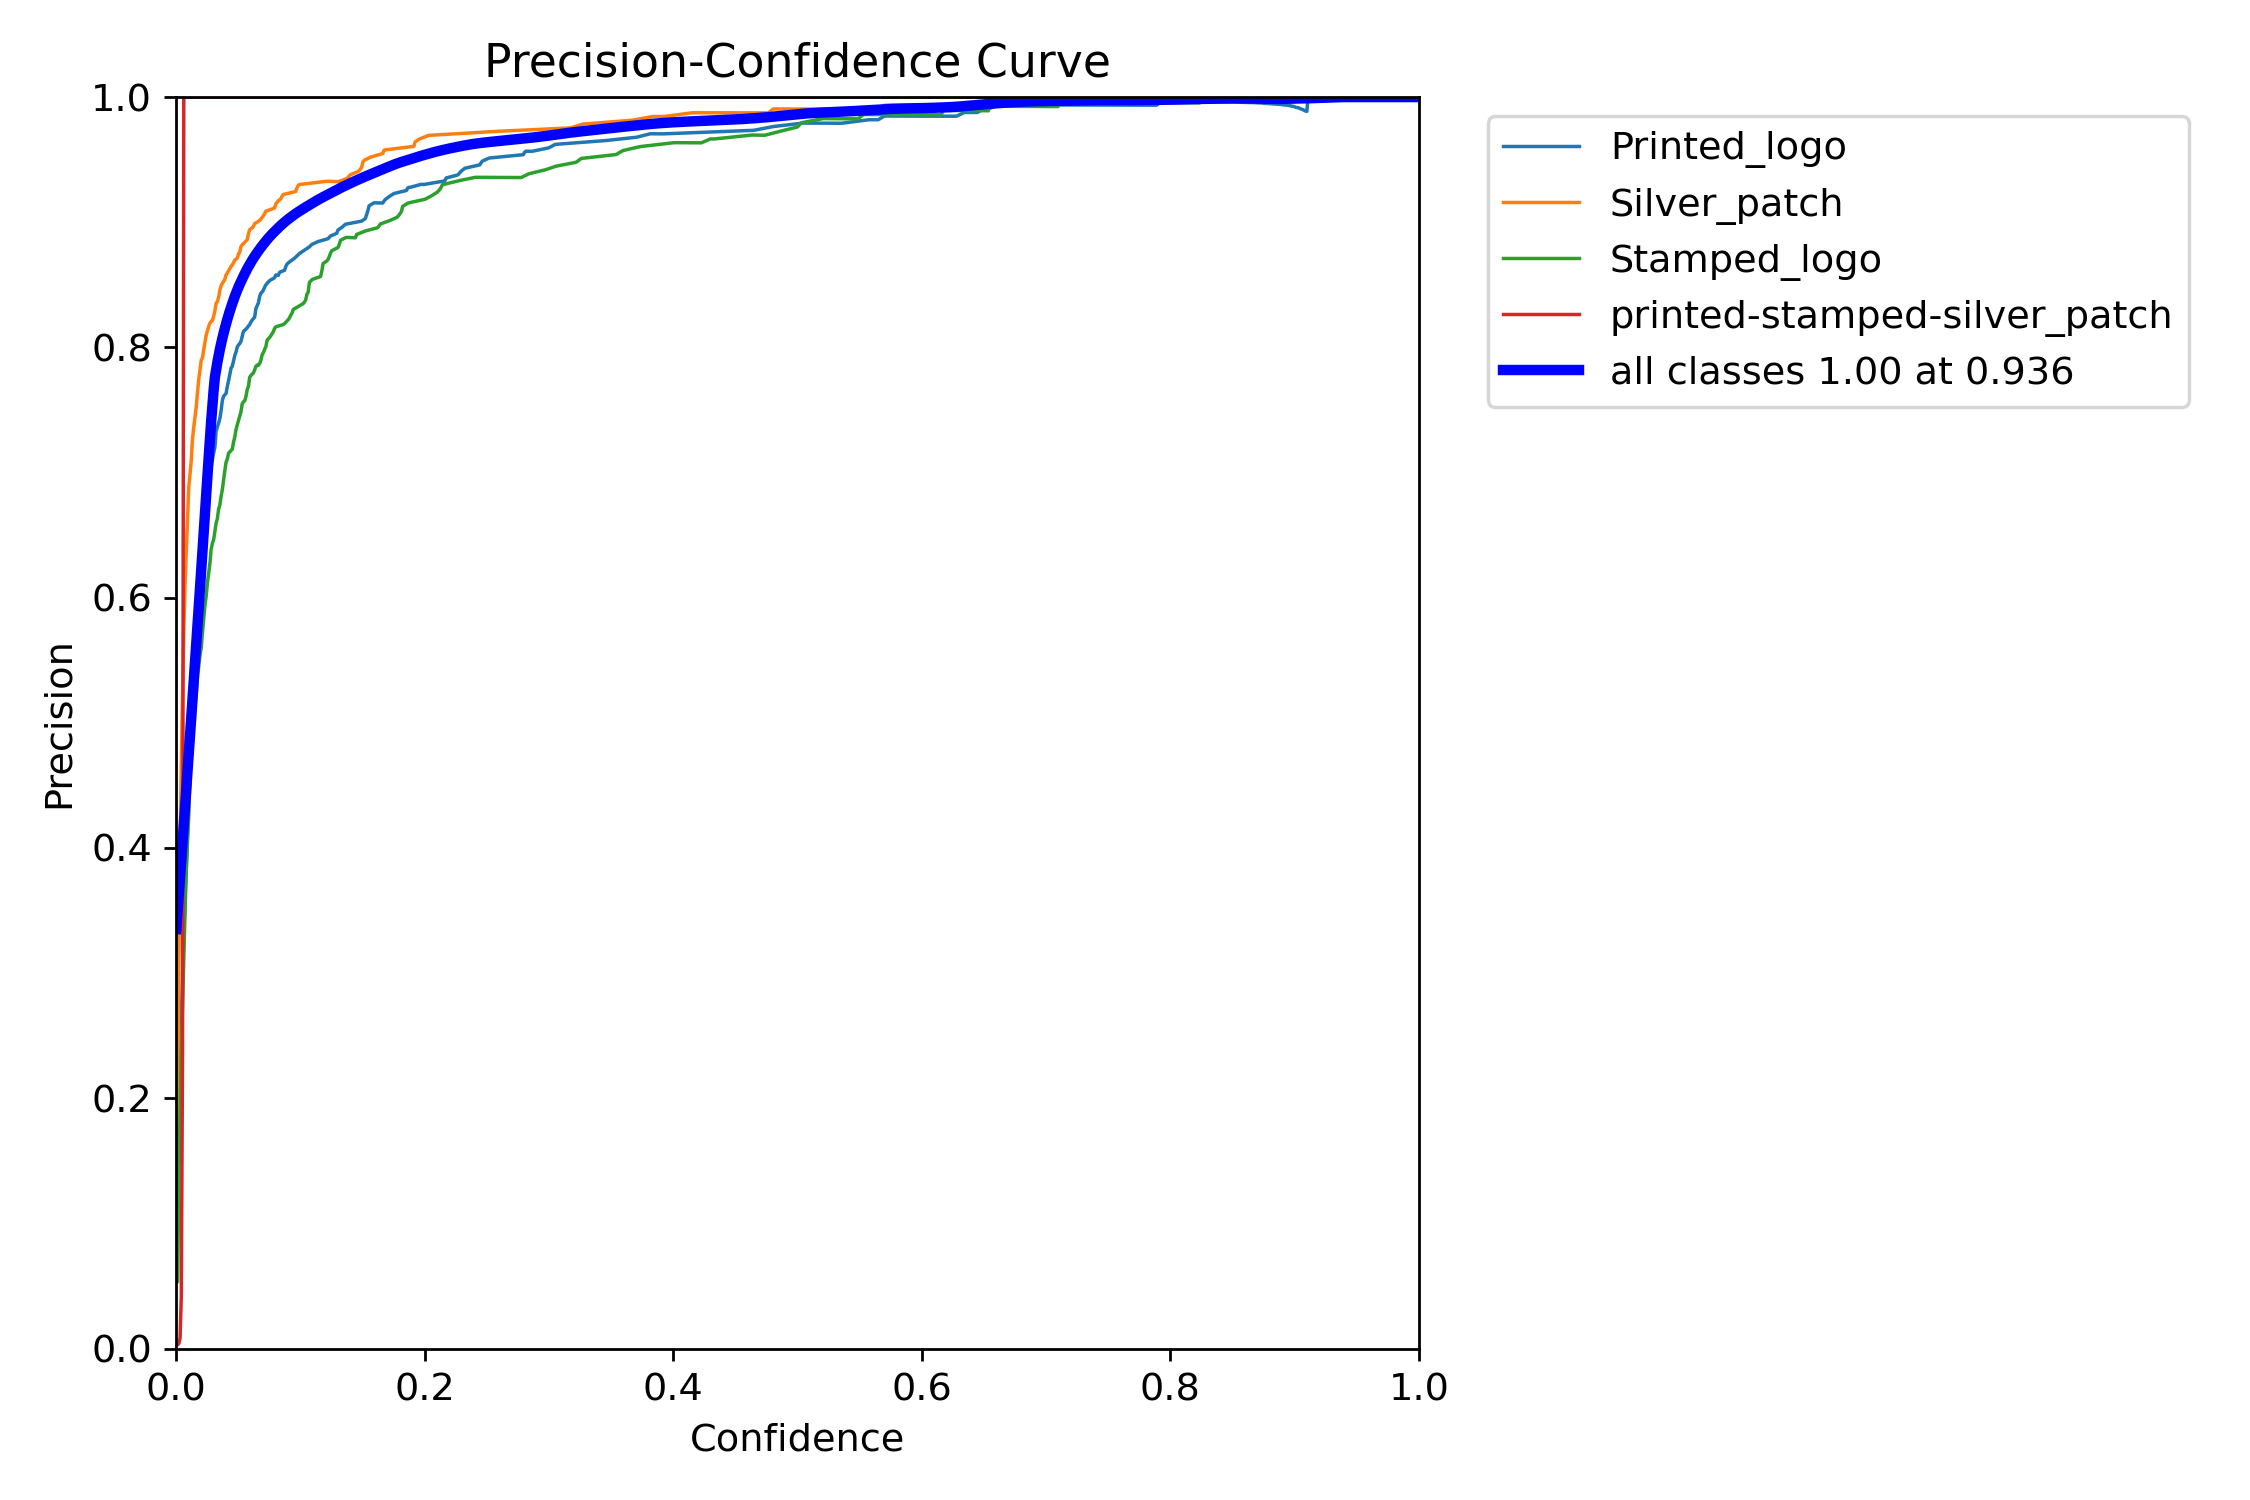 Precision-Confidence Curve
1.0
0.8
0.6
0.4
0.2
0.0
Precision
0.0 0.2 0.4 0.6 0.8 1.0
Confidence
Printed_logo
Silver_patch
Stamped_logo
printed-stamped-silver_patch
all classes 1.00 at 0.936